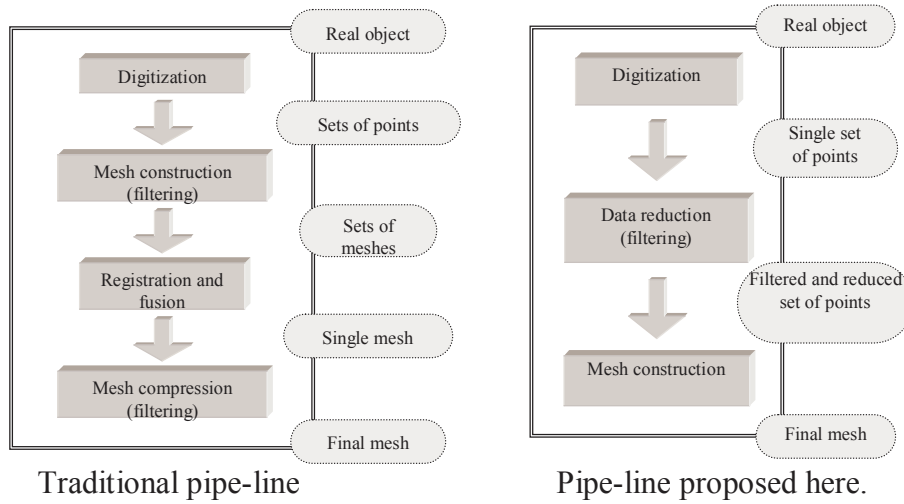 Real object
Digitization
Sets of points
Mesh construction
(filtering)
Sets of
meshes
Registration and
fusion
Single mesh
Mesh compression
(filtering)
Final mesh
Traditional pipe-line
Real object
Digitization
Single set
of points
Data reduction
(filtering)
Filtered and reduced
set of points
Mesh construction
Final mesh
Pipe-line proposed here.